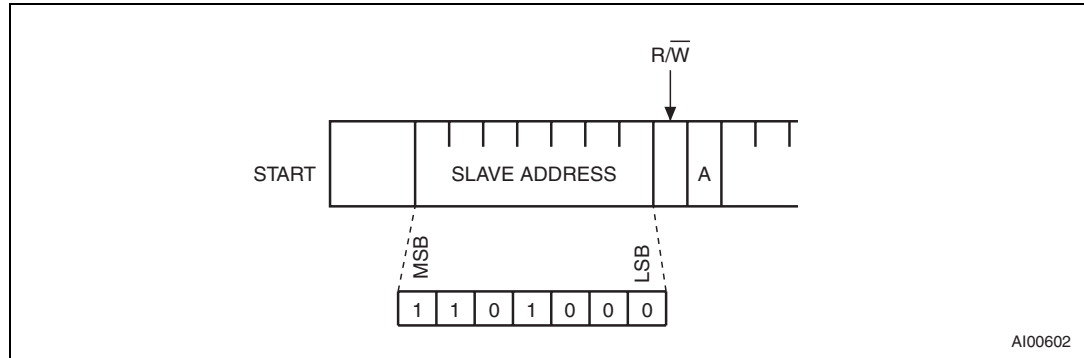 R/W̅
START
SLAVE ADDRESS
A
MSB
LSB
1 1 0 1 0 0 0
AI00602